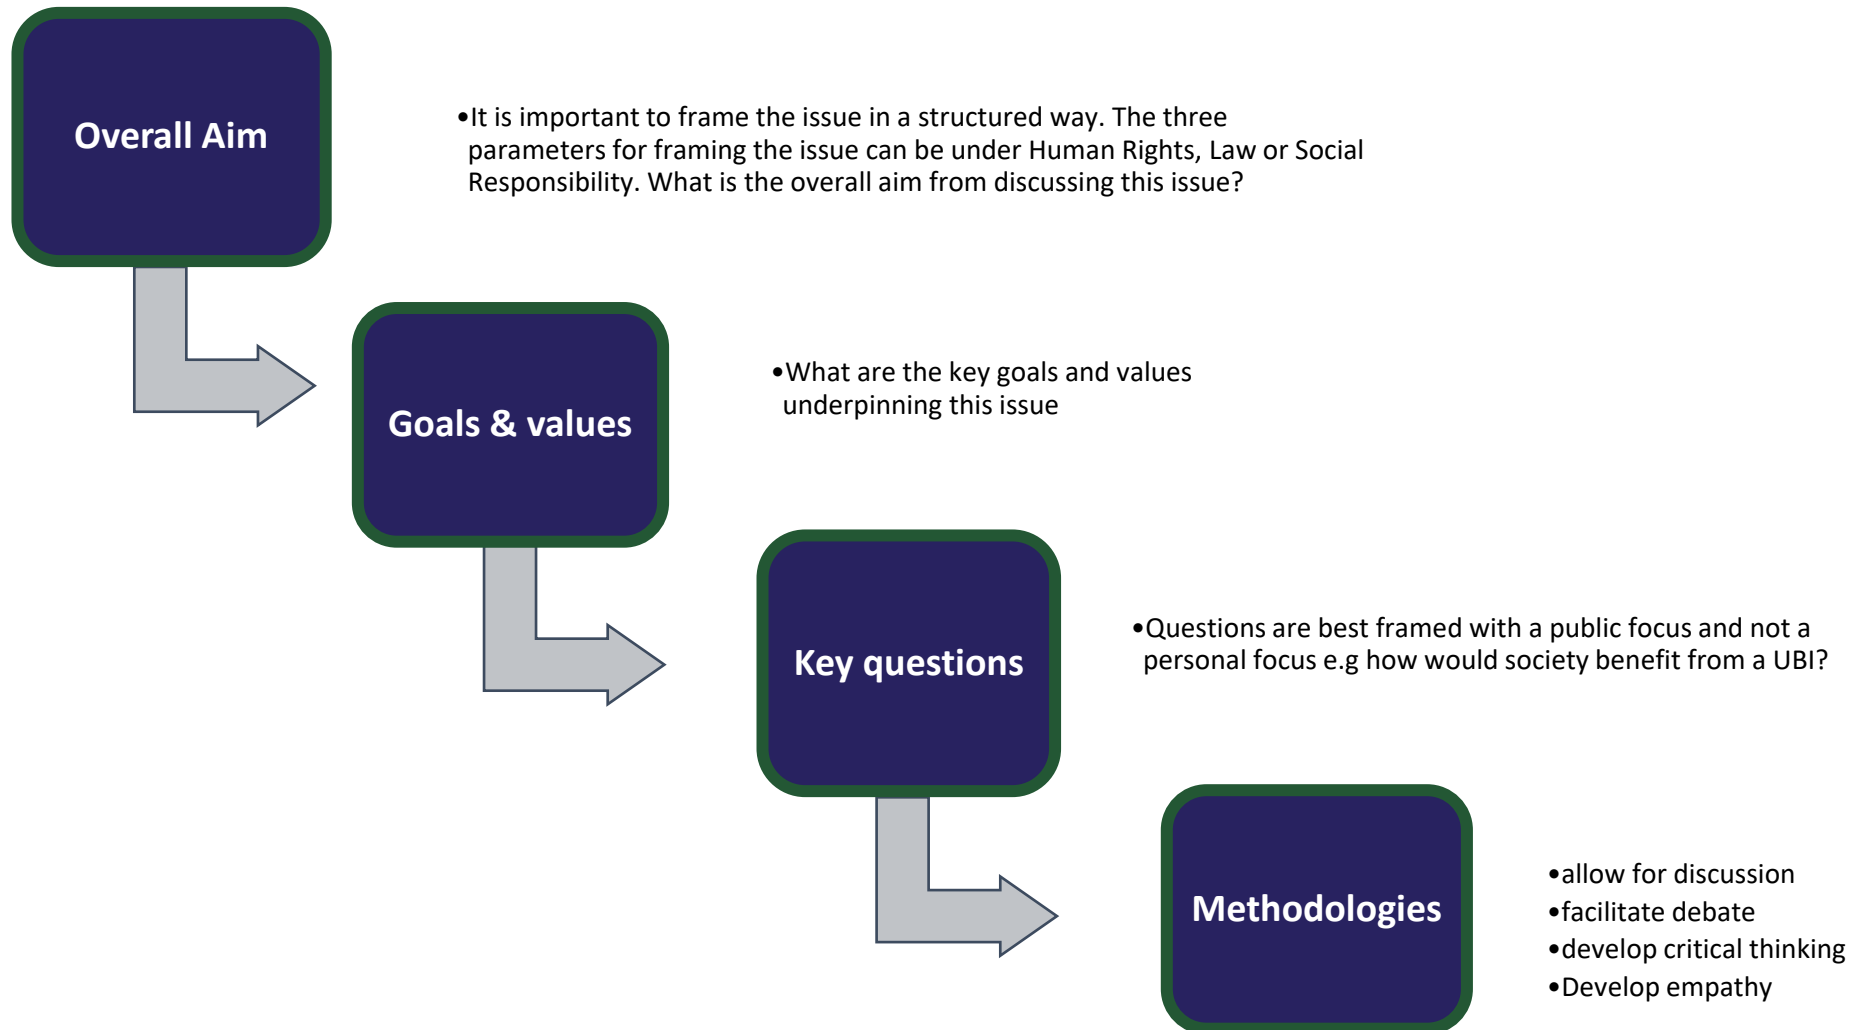 Overall Aim
•It is important to frame the issue in a structured way. The three
parameters for framing the issue can be under Human Rights, Law or Social
Responsibility. What is the overall aim from discussing this issue?
Goals & values
•What are the key goals and values
underpinning this issue
Key questions
•Questions are best framed with a public focus and not a
personal focus e.g how would society benefit from a UBI?
Methodologies
•allow for discussion
•facilitate debate
•develop critical thinking
•Develop empathy